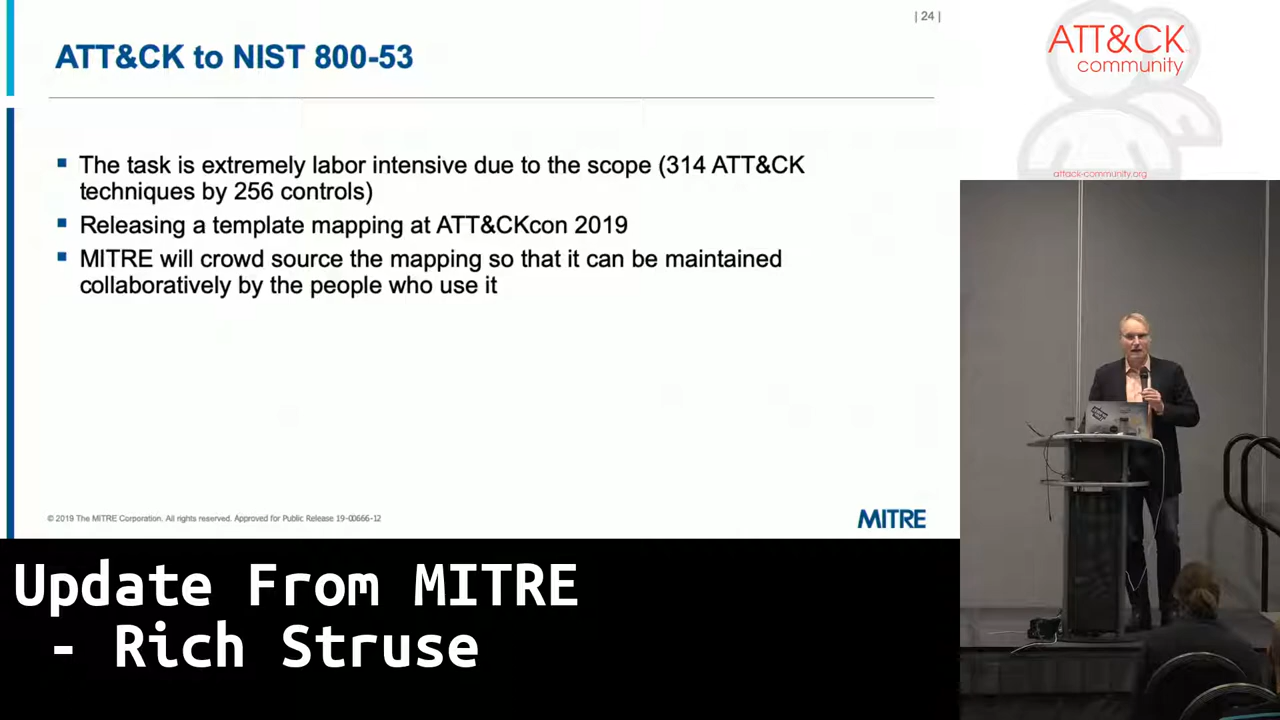 | 24 |
ATT&CK to NIST 800-53
▪ The task is extremely labor intensive due to the scope (314 ATT&CK
techniques by 256 controls)
▪ Releasing a template mapping at ATT&CKcon 2019
▪ MITRE will crowd source the mapping so that it can be maintained
collaboratively by the people who use it
© 2019 The MITRE Corporation. All rights reserved. Approved for Public Release 19-00666-12
MITRE
ATT&CK
community
attack-community.org
Update From MITRE
- Rich Struse